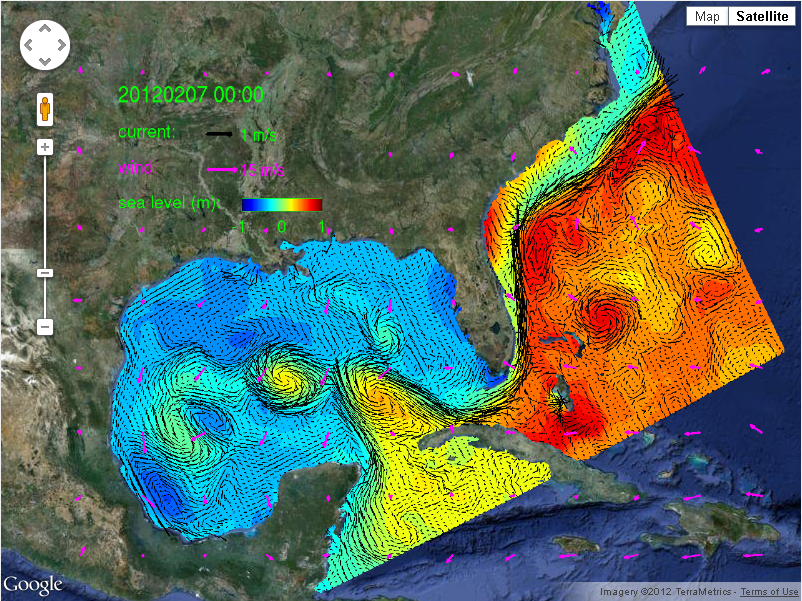 Map Satellite
20120207 00:00
current: 1 m/s
wind 15 m/s
sea level (m):
1 0 1
Google
Imagery ©2012 TerraMetrics - Terms of Use